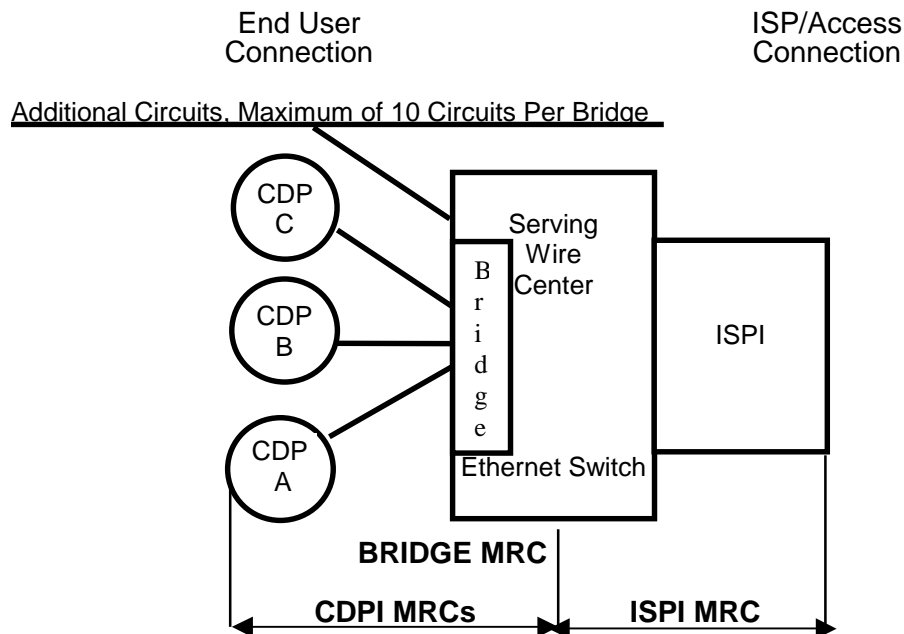 End User
Connection
ISP/Access
Connection
Additional Circuits, Maximum of 10 Circuits Per Bridge
CDP
C
CDP
B
CDP
A
Serving
Wire
Center
B
r
i
d
g
e
Ethernet Switch
ISPI
BRIDGE MRC
CDPI MRCs
ISPI MRC